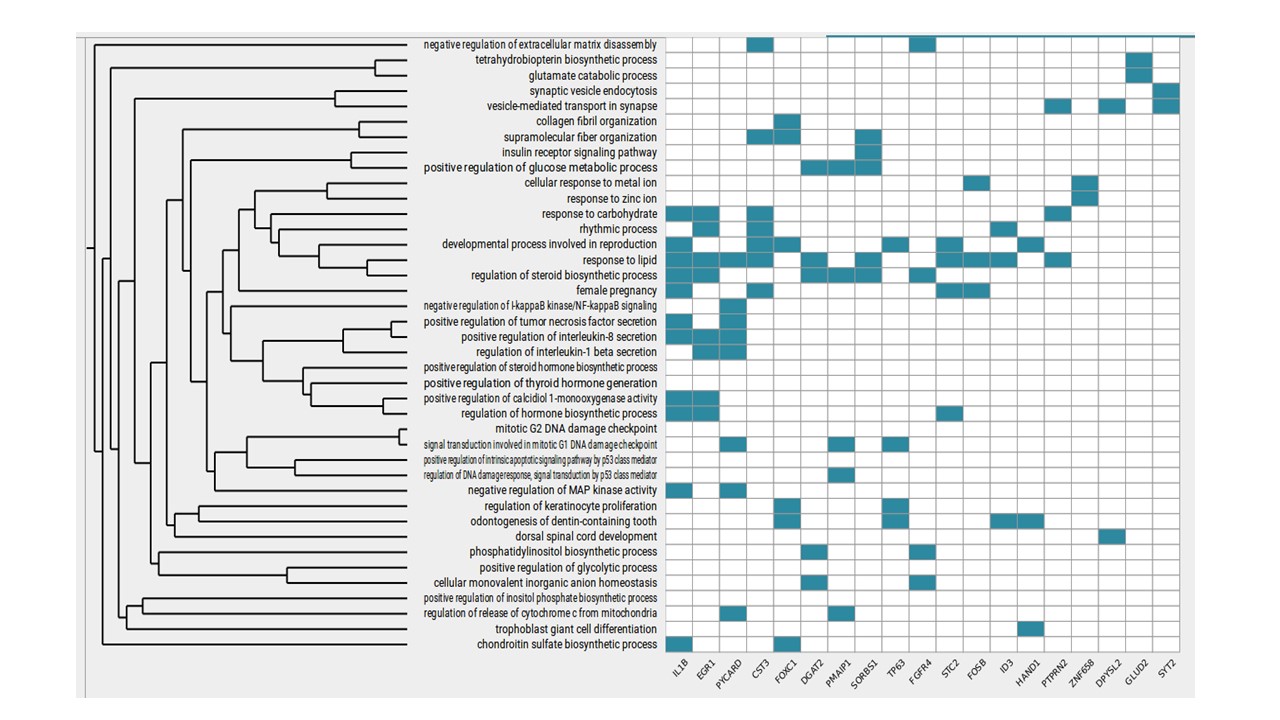 negative regulation of extracellular matrix disassembly
tetrahydrobiopterin biosynthetic process
glutamate catabolic process
synaptic vesicle endocytosis
vesicle-mediated transport in synapse
collagen fibril organization
supramolecular fiber organization
insulin receptor signaling pathway
positive regulation of glucose metabolic process
cellular response to metal ion
response to zinc ion
response to carbohydrate
rhythmic process
developmental process involved in reproduction
response to lipid
regulation of steroid biosynthetic process
female pregnancy
negative regulation of I-kappaB kinase/NF-kappaB signaling
positive regulation of tumor necrosis factor secretion
positive regulation of interleukin-8 secretion
regulation of interleukin-1 beta secretion
positive regulation of steroid hormone biosynthetic process
positive regulation of thyroid hormone generation
positive regulation of calcidiol 1-monooxygenase activity
regulation of hormone biosynthetic process
mitotic G2 DNA damage checkpoint
signal transduction involved in mitotic G1 DNA damage checkpoint
positive regulation of intrinsic apoptotic signaling pathway by p53 class mediator
regulation of DNA damage response, signal transduction by p53 class mediator
negative regulation of MAP kinase activity
regulation of keratinocyte proliferation
odontogenesis of dentin-containing tooth
dorsal spinal cord development
phosphatidylinositol biosynthetic process
positive regulation of glycolytic process
cellular monovalent inorganic anion homeostasis
positive regulation of inositol phosphate biosynthetic process
regulation of release of cytochrome c from mitochondria
trophoblast giant cell differentiation
chondroitin sulfate biosynthetic process
IL1B EGR1 PYCARD CST3 FOXC1 DGAT2 PMAIP1 SORBS1 TP63 FGFR4 STC2 FOSB ID3 HAND1 PTPRN2 ZNF658 DPYSL2 GLUD2 SYT2